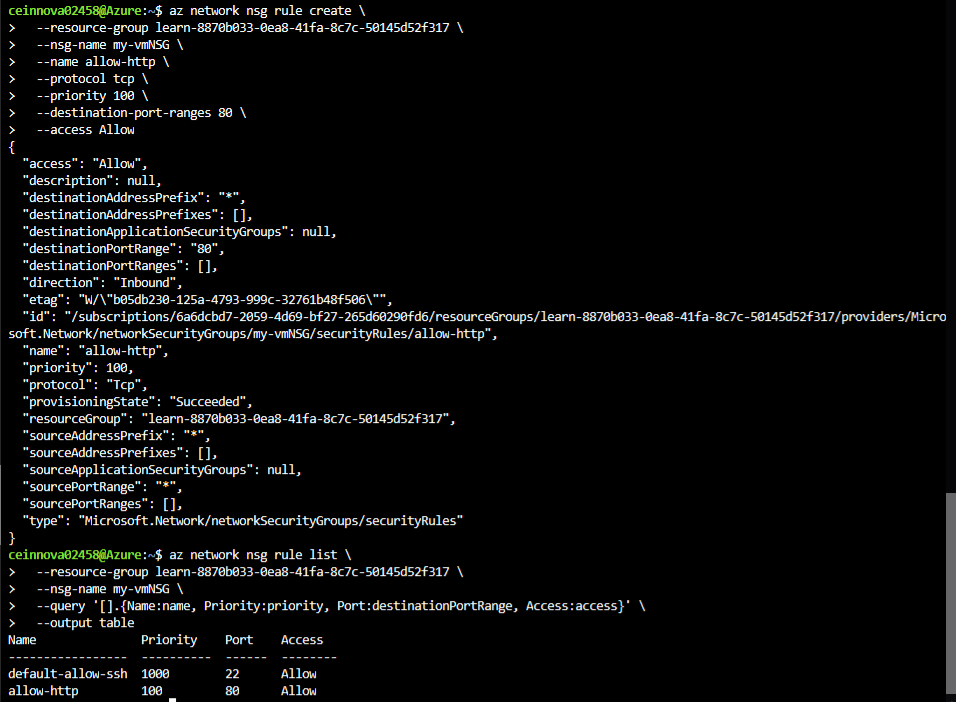 ceinnova02458@Azure:~$ az network nsg rule create \
>   --resource-group learn-8870b033-0ea8-41fa-8c7c-50145d52f317 \
>   --nsg-name my-vmNSG \
>   --name allow-http \
>   --protocol tcp \
>   --priority 100 \
>   --destination-port-ranges 80 \
>   --access Allow
{
  "access": "Allow",
  "description": null,
  "destinationAddressPrefix": "*",
  "destinationAddressPrefixes": [],
  "destinationApplicationSecurityGroups": null,
  "destinationPortRange": "80",
  "destinationPortRanges": [],
  "direction": "Inbound",
  "etag": "W/\"b05db230-125a-4793-999c-32761b48f506\"",
  "id": "/subscriptions/6a6dcbd7-2059-4d69-bf27-265d60290fd6/resourceGroups/learn-8870b033-0ea8-41fa-8c7c-50145d52f317/providers/Micro
soft.Network/networkSecurityGroups/my-vmNSG/securityRules/allow-http",
  "name": "allow-http",
  "priority": 100,
  "protocol": "Tcp",
  "provisioningState": "Succeeded",
  "resourceGroup": "learn-8870b033-0ea8-41fa-8c7c-50145d52f317",
  "sourceAddressPrefix": "*",
  "sourceAddressPrefixes": [],
  "sourceApplicationSecurityGroups": null,
  "sourcePortRange": "*",
  "sourcePortRanges": [],
  "type": "Microsoft.Network/networkSecurityGroups/securityRules"
}
ceinnova02458@Azure:~$ az network nsg rule list \
>   --resource-group learn-8870b033-0ea8-41fa-8c7c-50145d52f317 \
>   --nsg-name my-vmNSG \
>   --query '[].{Name:name, Priority:priority, Port:destinationPortRange, Access:access}' \
>   --output table
Name               Priority    Port    Access
-----------------  ----------  ------  --------
default-allow-ssh  1000        22      Allow
allow-http         100         80      Allow